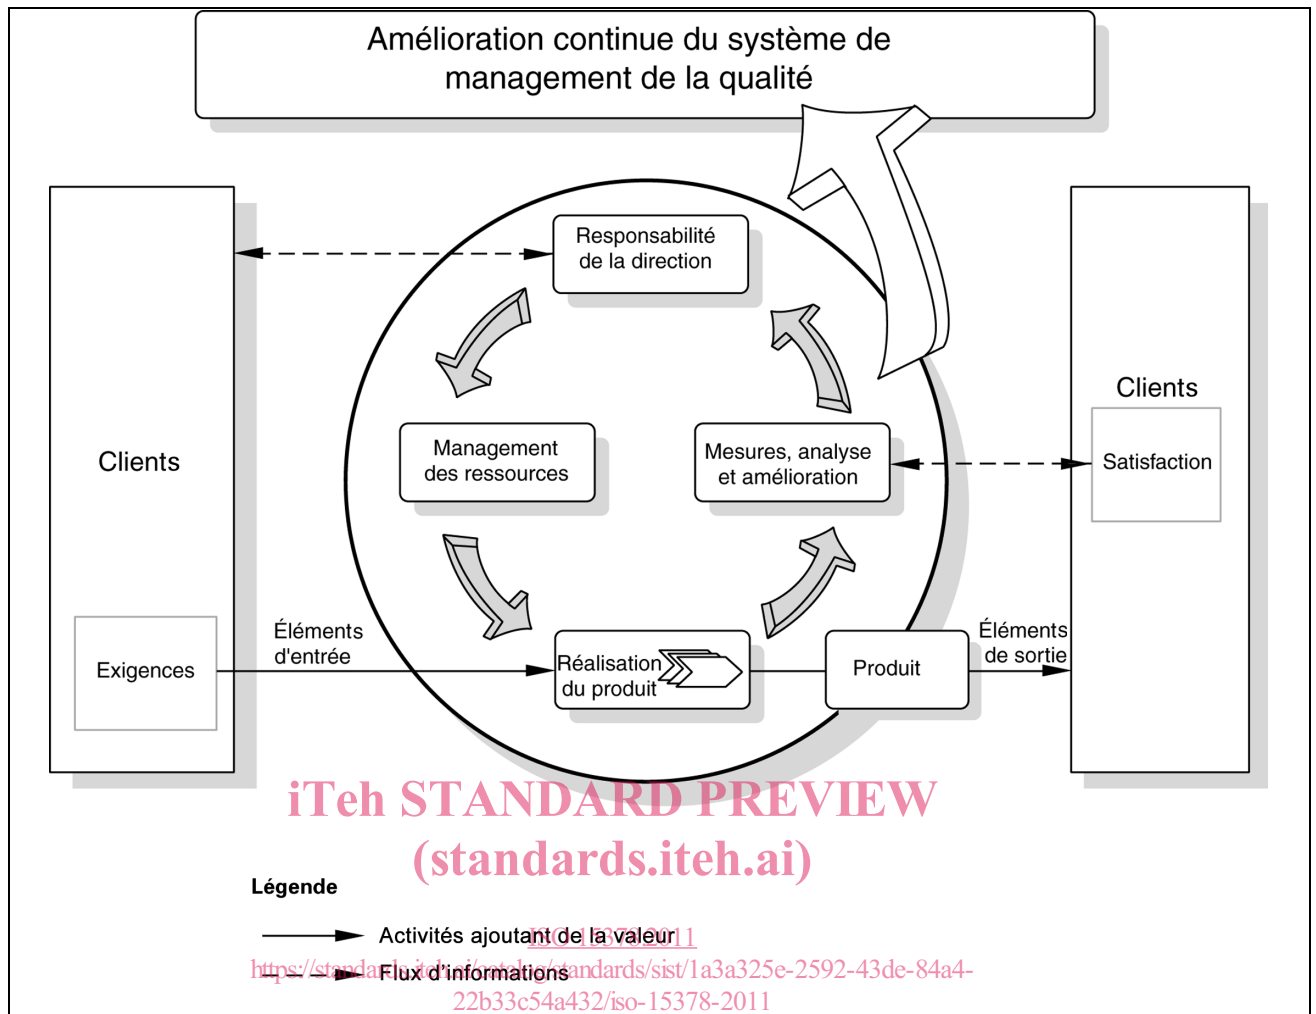 Amélioration continue du système de
management de la qualité
Responsabilité
de la direction
Clients
Management
des ressources
Mesures, analyse
et amélioration
Clients
Satisfaction
Exigences
Éléments
d'entrée
Réalisation
du produit
Produit
Éléments
de sortie
iTeh STANDARD PREVIEW
(standards.iteh.ai)
Légende
Activités ajoutant de la valeur
ISO 15378:2011
Flux d'informations
https://standards.iteh.ai/catalog/standards/sist/1a3a325e-2592-43de-84a4-
22b33c54a432/iso-15378-2011